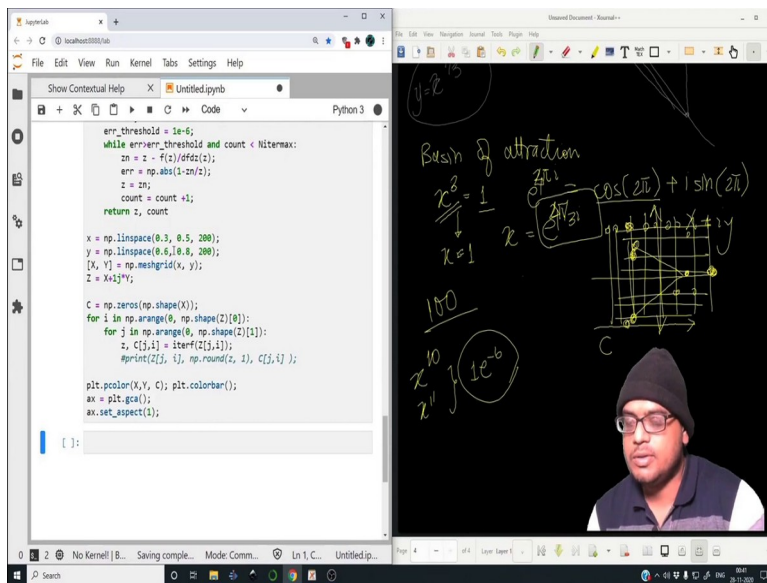 JupyterLab
localhost:8888/lab
File Edit View Run Kernel Tabs Settings Help
Show Contextual Help
Untitled.ipynb
Code
Python 3
err_threshold = 1e-6;
while err>err_threshold and count < Nitermax:
zn = z - f(z)/dfdz(z);
err = np.abs(1-zn/z);
z = zn;
count = count +1;
return z, count
x = np.linspace(0.3, 0.5, 200);
y = np.linspace(0.6, 0.8, 200);
[X, Y] = np.meshgrid(x, y);
Z = X+1j*Y;
C = np.zeros(np.shape(X));
for i in np.arange(0, np.shape(Z)[0]):
for j in np.arange(0, np.shape(Z)[1]):
z, C[j,i] = iterf(Z[j,i]);
#print(Z[j, i], np.round(z, 1), C[j,i] );
plt.pcolor(X,Y, C); plt.colorbar();
ax = plt.gca();
ax.set_aspect(1);
[ ]:
0 2 No Kernel! | B... Saving comple... Mode: Comm... Ln 1, C... Untitled.ip...
Search
Unsaved Document - Xournal++
File Edit View Navigation Journal Tools Plugin Help
Basin of attraction
x³ = 1
cos(2π) + i sin(2π)
x=1
x =
y
100
C
x¹⁰
x¹¹
1e⁻⁶
Page 4 of 4 Layer Layer 1
ENG
00:41
28-11-2020